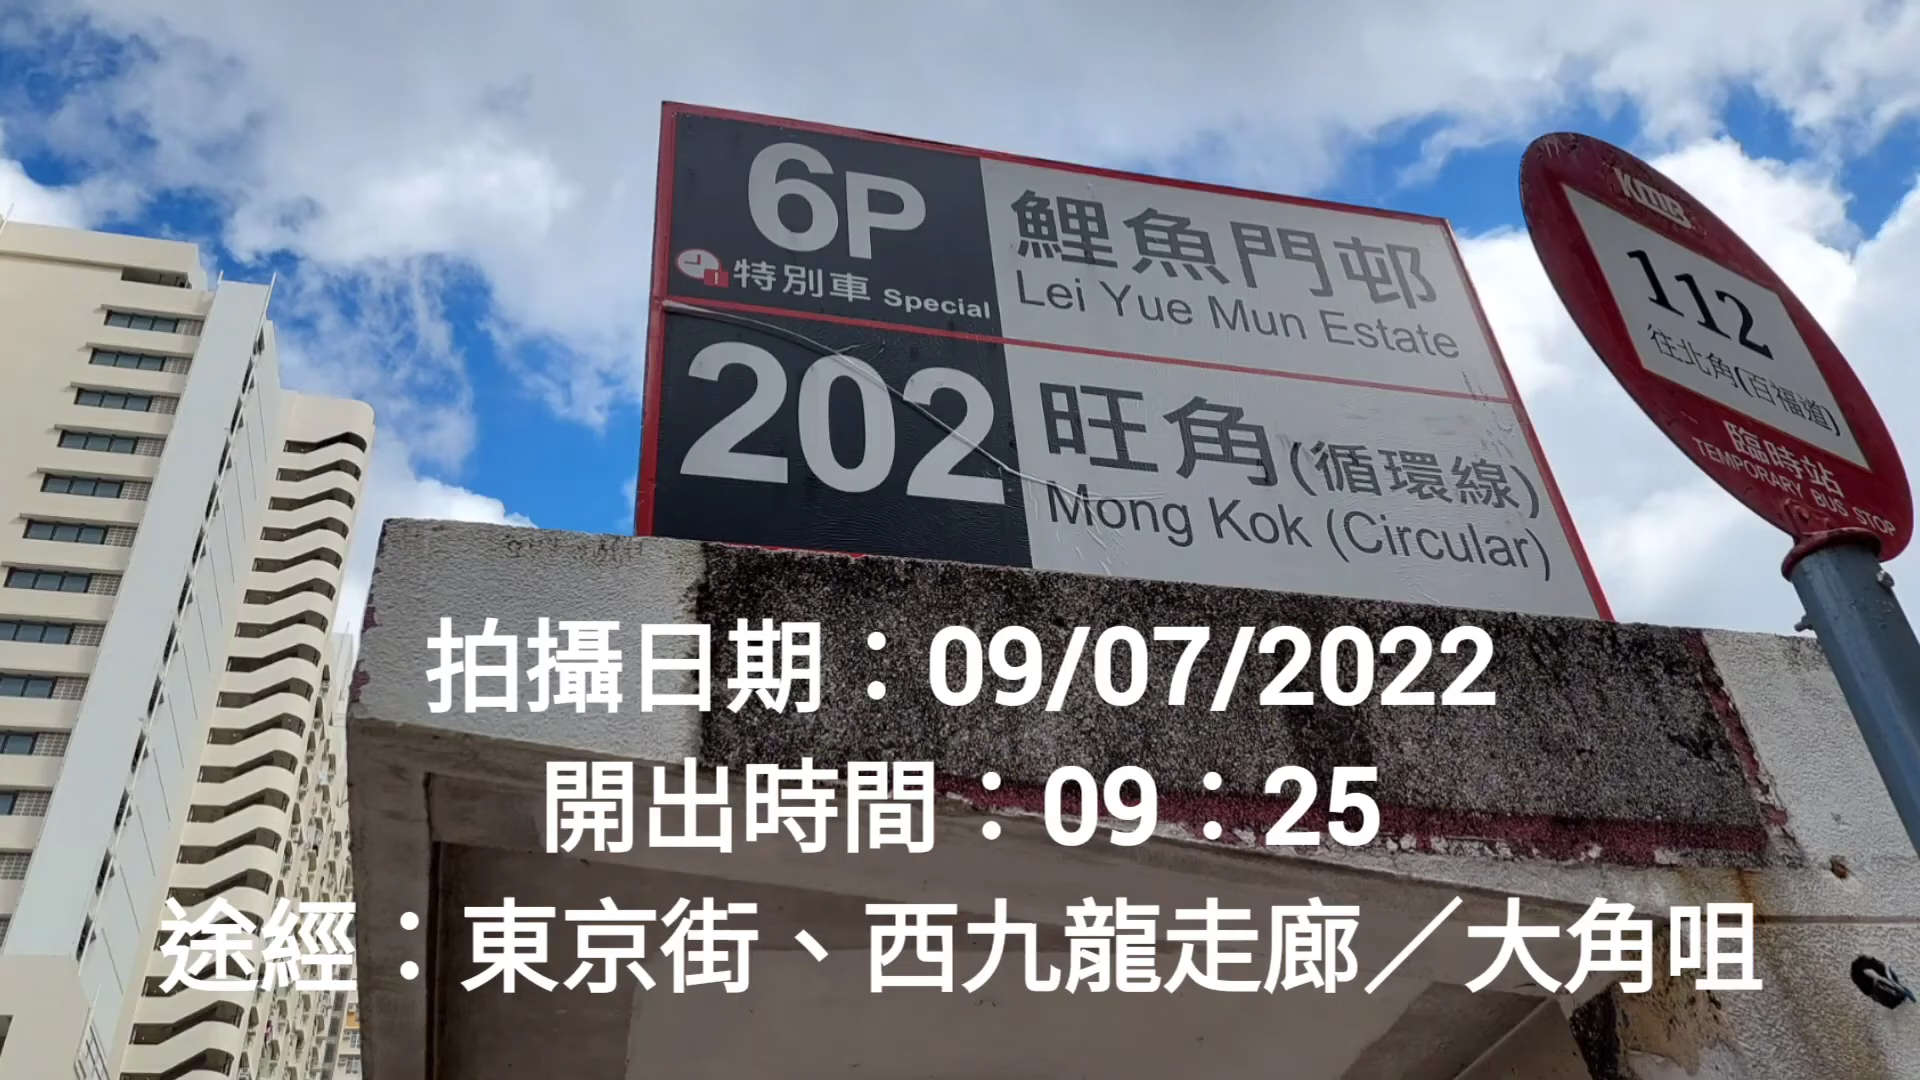 6P
特別車 Special
鯉魚門邨
Lei Yue Mun Estate
202
旺角(循環線)
Mong Kok (Circular)
KMB
112
往北角(百福道)
臨時站
TEMPORARY BUS STOP
拍攝日期：09/07/2022
開出時間：09：25
途經：東京街、西九龍走廊／大角咀